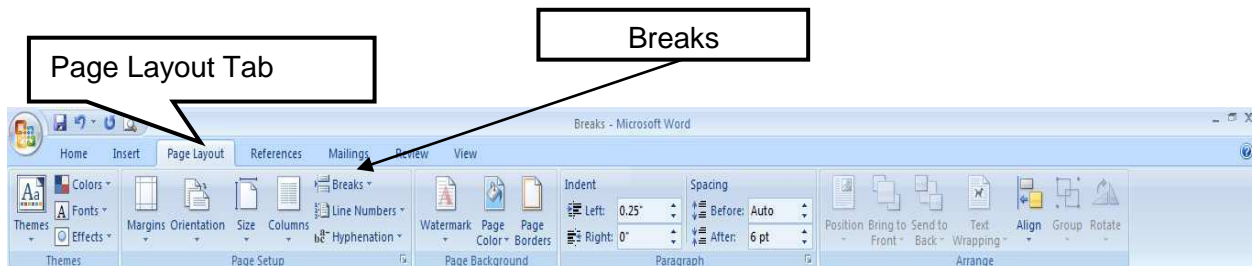 Breaks
Page Layout Tab
Breaks - Microsoft Word
Home Insert Page Layout References Mailings Review View
Aa Colors Breaks Indent Spacing
A Fonts Line Numbers Left: 0.25" Before: Auto
Themes Effects Margins Orientation Size Columns Hyphenation Watermark Page Color Page Borders Right: 0" After: 6 pt Position Bring to Front Send to Back Text Wrapping Align Group Rotate
Themes Page Setup Page Background Paragraph Arrange